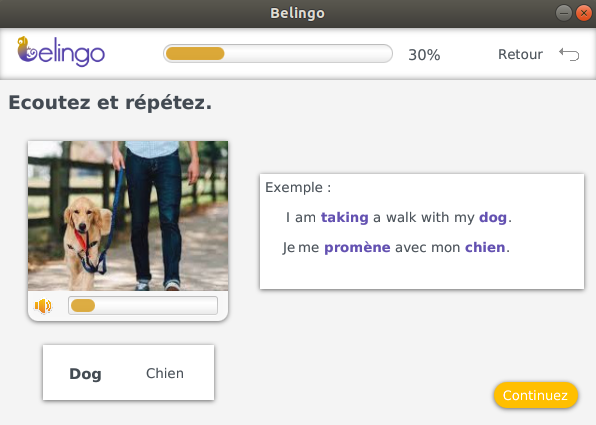 Belingo
Belingo
30%
Retour
Ecoutez et répétez.
Exemple :
I am taking a walk with my dog.
Je me promène avec mon chien.
Dog Chien
Continuez